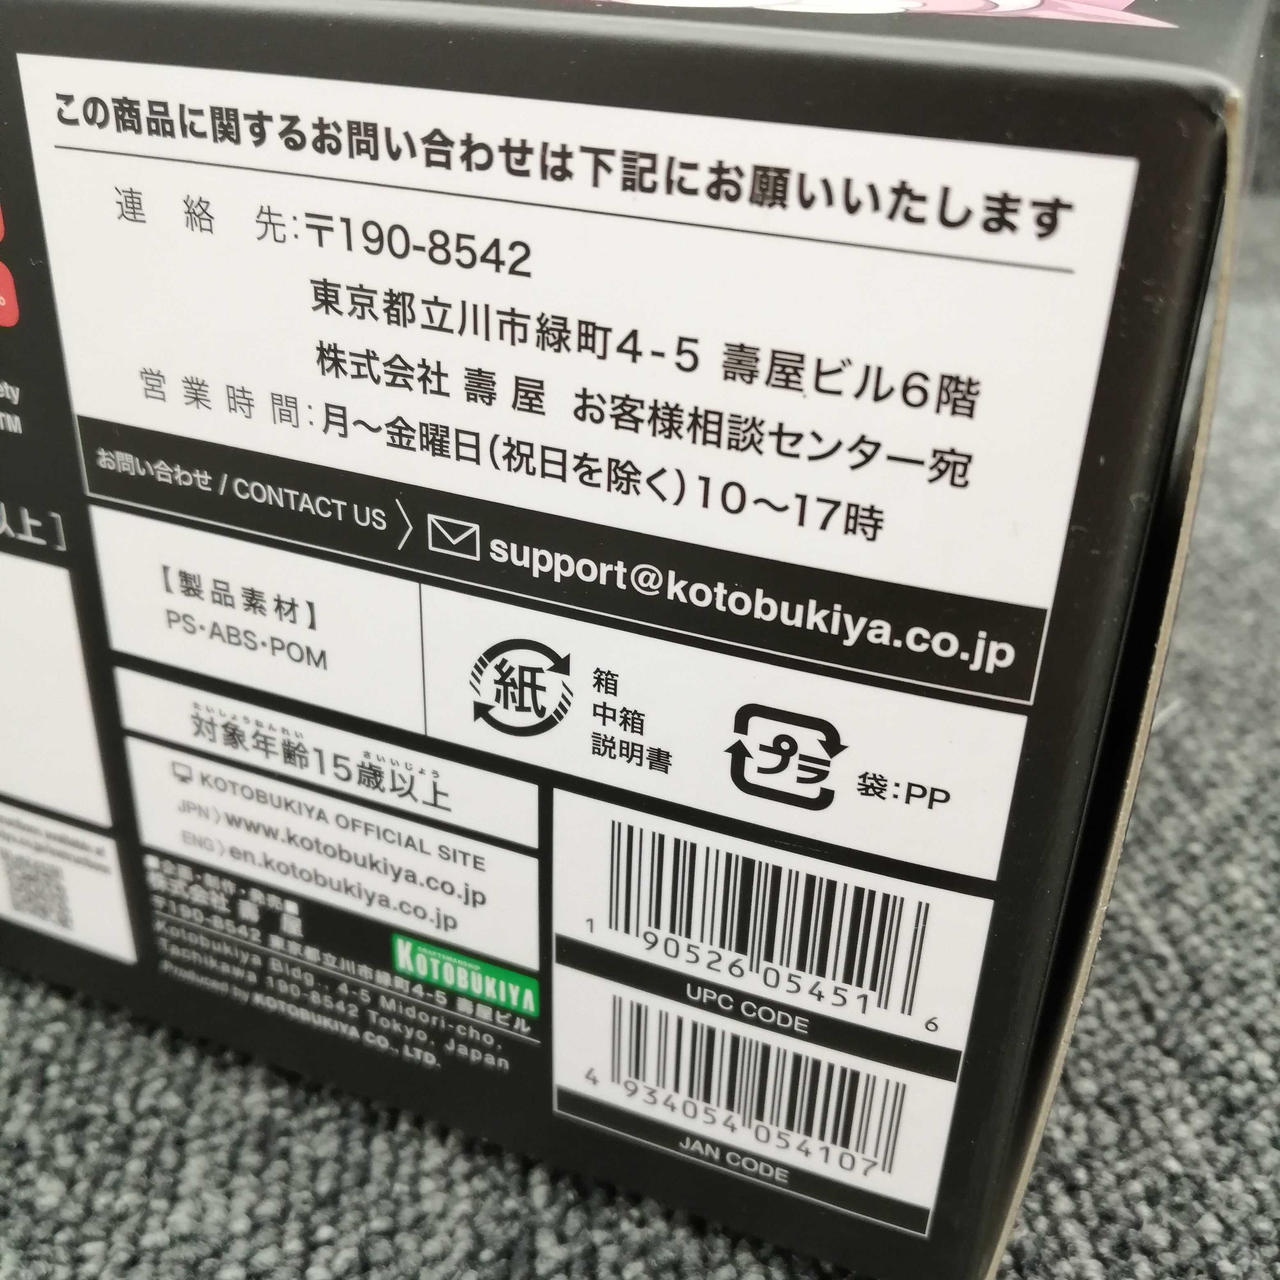 この商品に関するお問い合わせは下記にお願いいたします
連絡先:〒190-8542
東京都立川市緑町4-5 壽屋ビル6階
株式会社 壽屋 お客様相談センター宛
営業時間:月〜金曜日(祝日を除く)10〜17時
お問い合わせ / CONTACT US 〉 support@kotobukiya.co.jp
以上]
TM
【製品素材】
PS・ABS・POM
紙
箱
中箱
説明書
プラ
袋:PP
たいしょうねんれい さいいじょう
対象年齢15歳以上
KOTOBUKIYA OFFICIAL SITE
JPN〉www.kotobukiya.co.jp
ENG〉en.kotobukiya.co.jp
株式会社 壽 屋
〒190-8542 東京都立川市緑町4-5 壽屋ビル
Kotobukiya Bldg., 4-5 Midori-cho,
Tachikawa 190-8542 Tokyo, Japan
Produced by KOTOBUKIYA CO., LTD.
KOTOBUKIYA
1 90526 05451 6
UPC CODE
4 934054 054107
JAN CODE